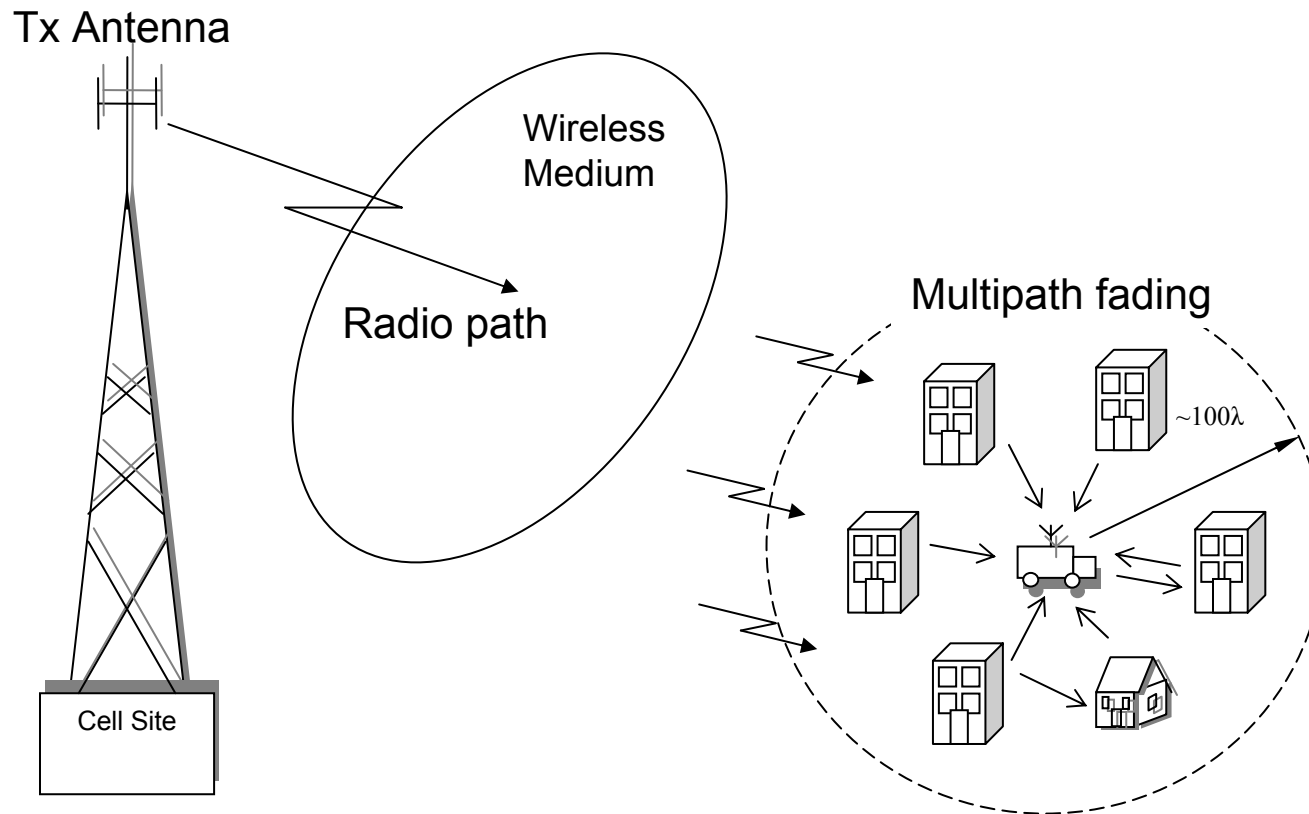 Tx Antenna
Wireless
Medium
Radio path
Multipath fading
~100λ
Cell Site